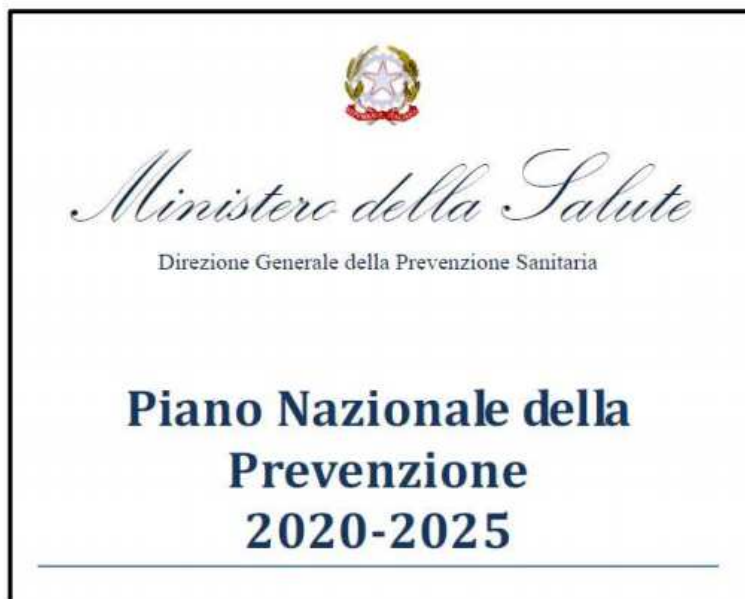 Ministero della Salute
Direzione Generale della Prevenzione Sanitaria
Piano Nazionale della
Prevenzione
2020-2025